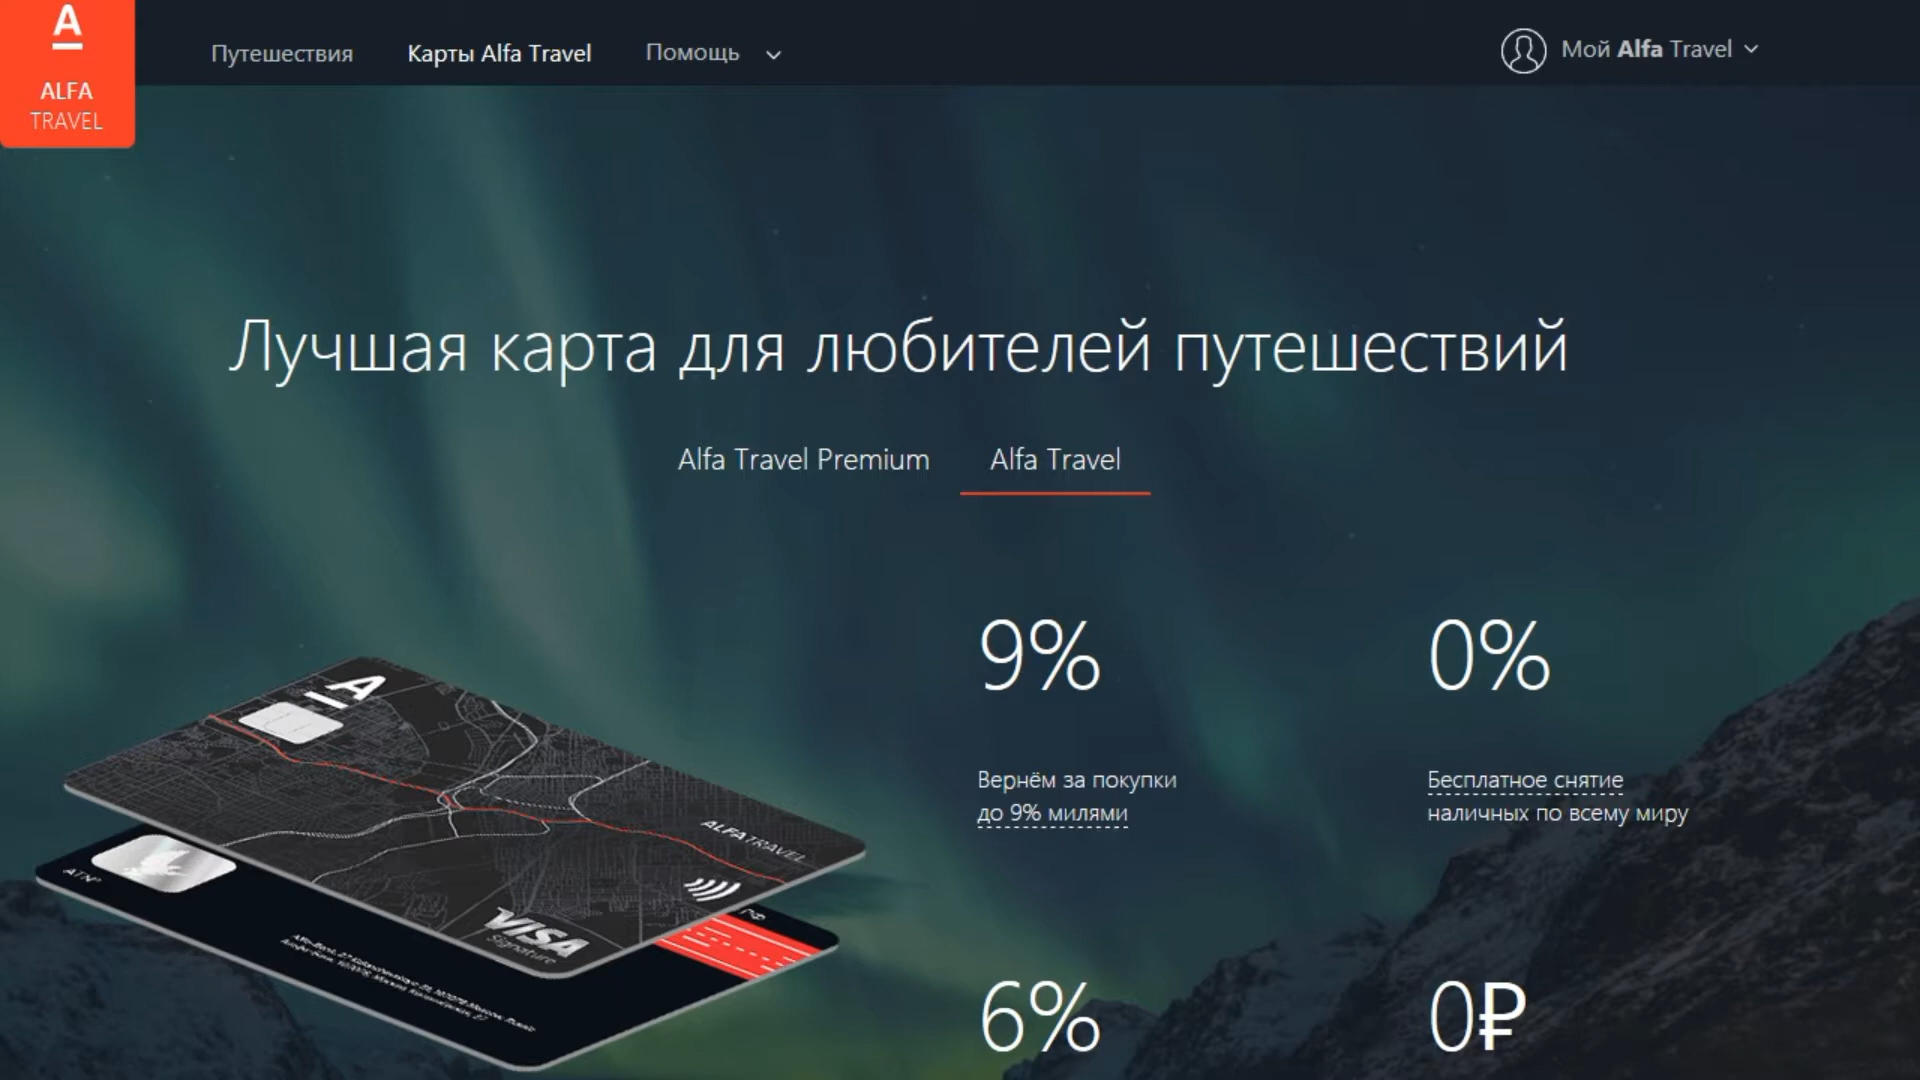 A
ALFA
TRAVEL
Путешествия
Карты Alfa Travel
Помощь
Мой Alfa Travel
Лучшая карта для любителей путешествий
Alfa Travel Premium
Alfa Travel
9%
Вернём за покупки
до 9% милями
0%
Бесплатное снятие
наличных по всему миру
6%
0₽
A
ALFATRAVEL
VISA
Signature